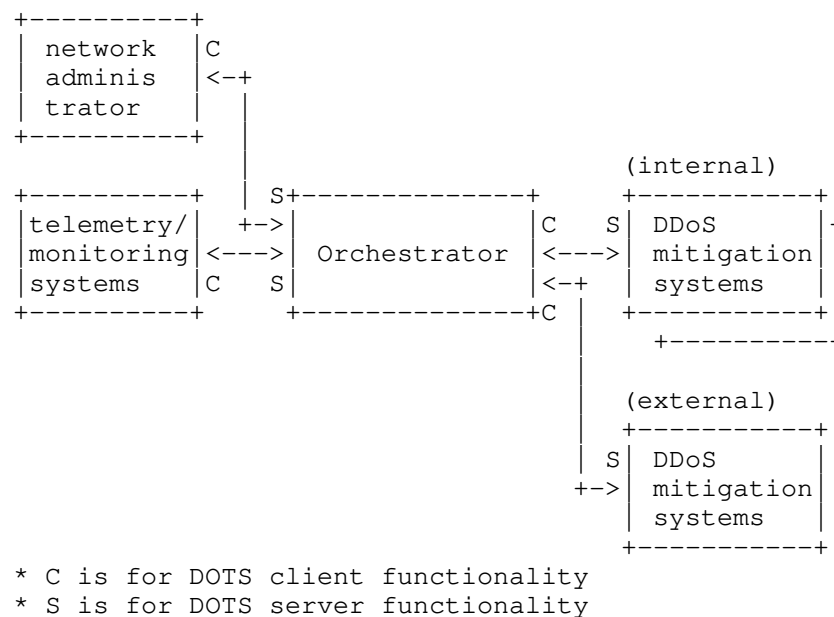 +----------+
| network  |C
| adminis  |<-+
| trator   |  |
+----------+  |
              |                       (internal)
+----------+  | S+--------------+     +-----------+
|telemetry/|  +->|              |C   S| DDoS      |+
|monitoring|<--->| Orchestrator |<--->| mitigation|
|systems   |C   S|              |<-+  | systems   |
+----------+     +--------------+C |  +-----------+
                                   |    +----------+
                                   |
                                   |  (external)
                                   |  +-----------+
                                   | S| DDoS      |
                                   +->| mitigation|
                                      | systems   |
                                      +-----------+
* C is for DOTS client functionality
* S is for DOTS server functionality